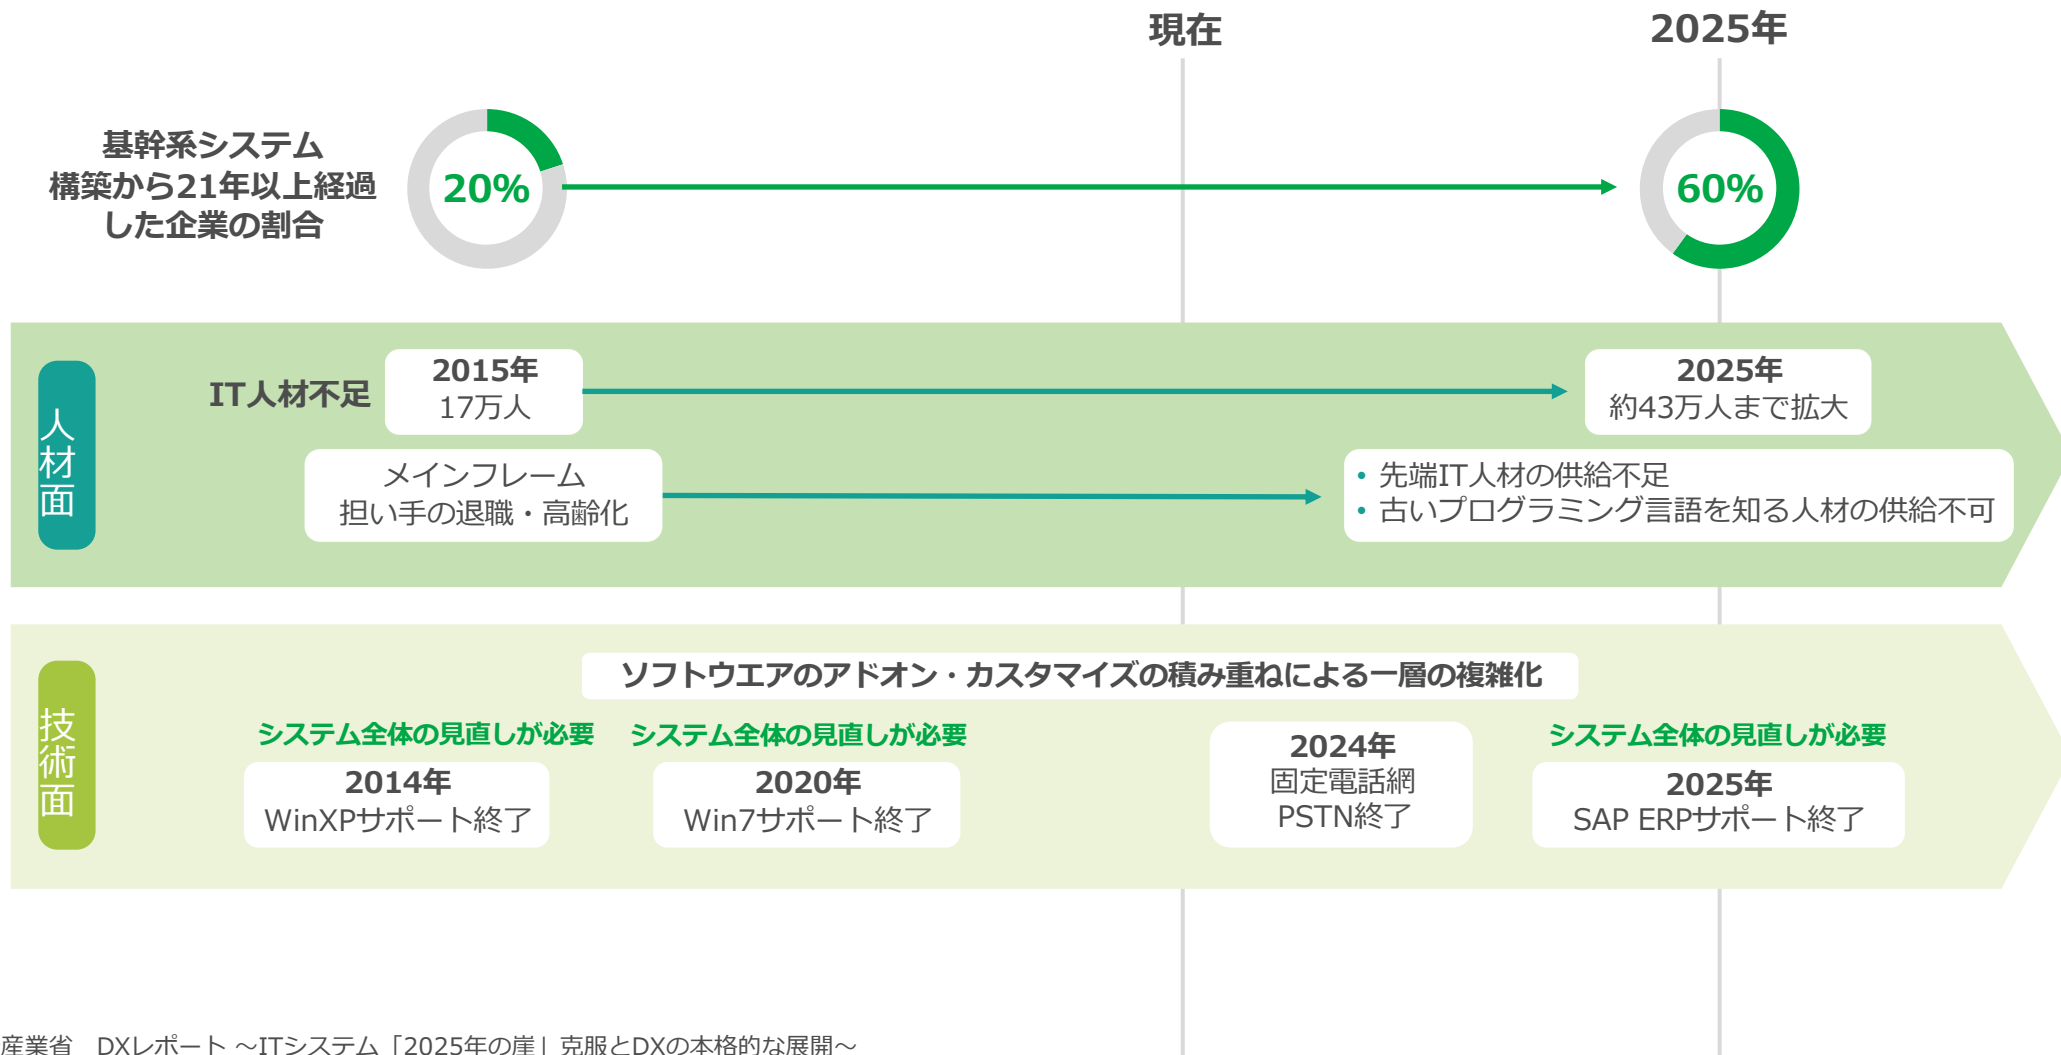 現在
2025年
基幹系システム
構築から21年以上経過
した企業の割合
20%
60%
人材面
IT人材不足
2015年
17万人
2025年
約43万人まで拡大
メインフレーム
担い手の退職・高齢化
• 先端IT人材の供給不足
• 古いプログラミング言語を知る人材の供給不可
技術面
ソフトウエアのアドオン・カスタマイズの積み重ねによる一層の複雑化
システム全体の見直しが必要
2014年
WinXPサポート終了
システム全体の見直しが必要
2020年
Win7サポート終了
2024年
固定電話網
PSTN終了
システム全体の見直しが必要
2025年
SAP ERPサポート終了
産業省　DXレポート ～ITシステム「2025年の崖」克服とDXの本格的な展開～